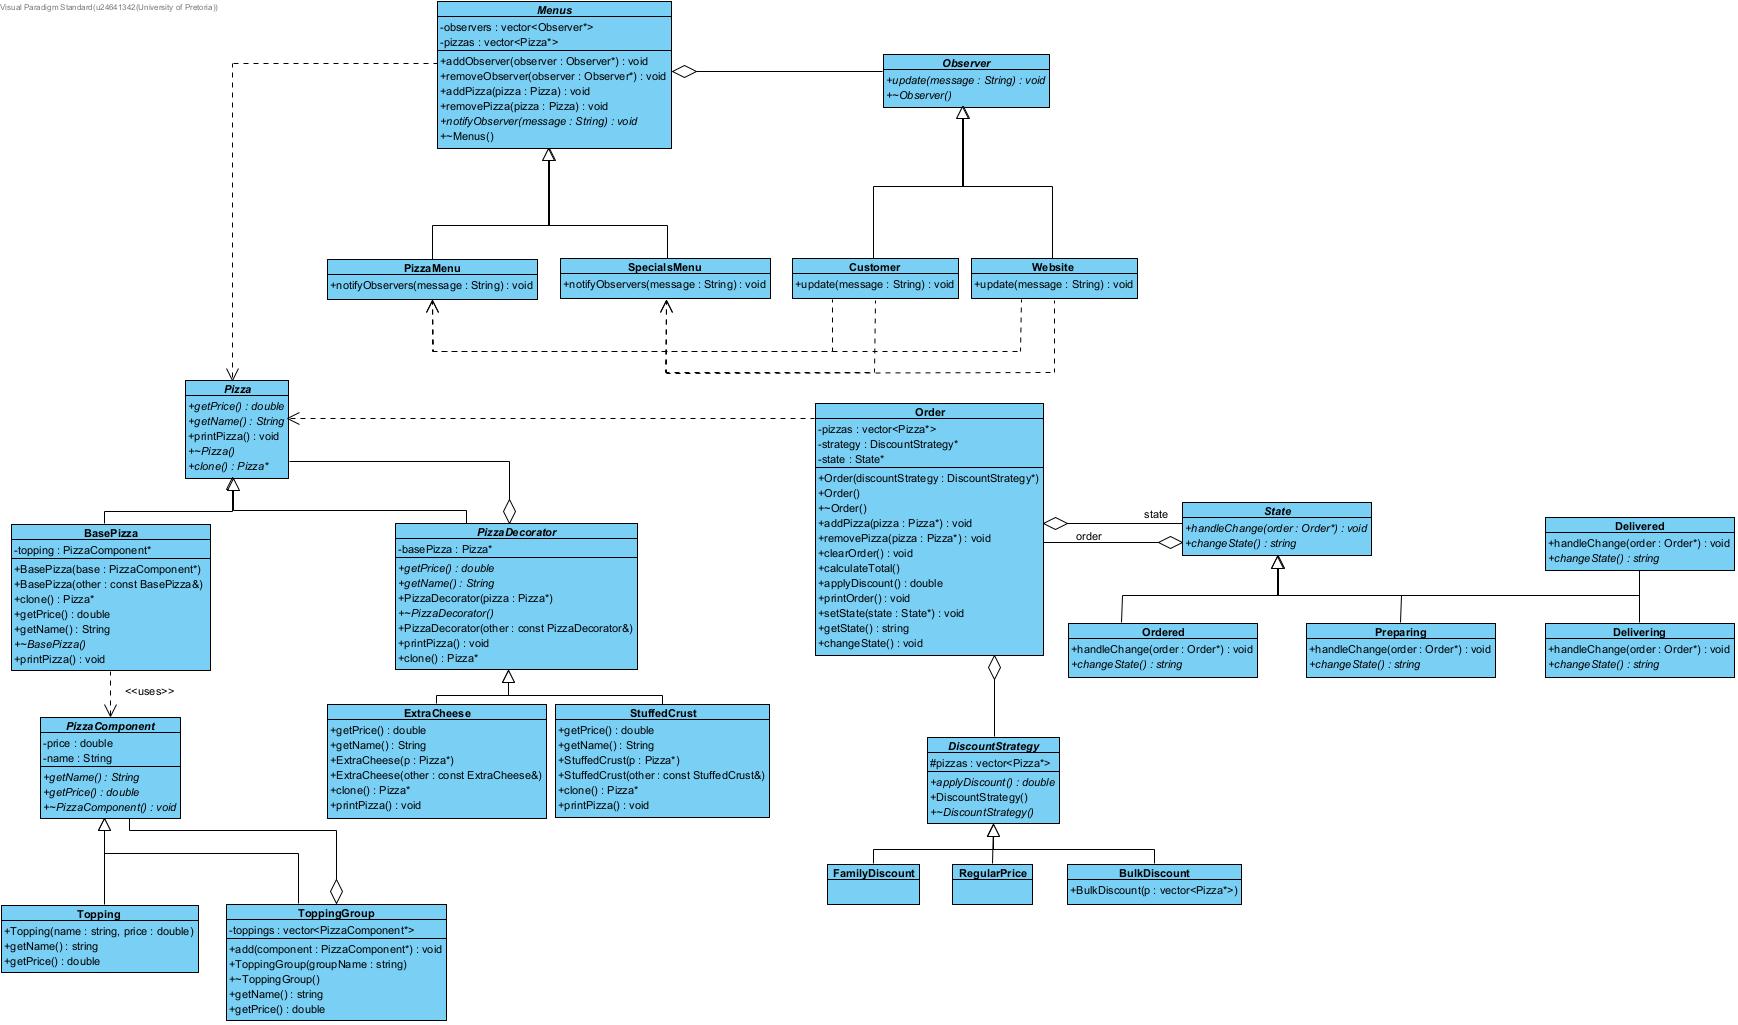 Visual Paradigm Standard(u24641342(University of Pretoria))
Menus
-observers : vector<Observer*>
-pizzas : vector<Pizza*>
+addObserver(observer : Observer*) : void
+removeObserver(observer : Observer*) : void
+addPizza(pizza : Pizza) : void
+removePizza(pizza : Pizza) : void
+notifyObserver(message : String) : void
+~Menus()
Observer
+update(message : String) : void
+~Observer()
PizzaMenu
+notifyObservers(message : String) : void
SpecialsMenu
+notifyObservers(message : String) : void
Customer
+update(message : String) : void
Website
+update(message : String) : void
Pizza
+getPrice() : double
+getName() : String
+printPizza() : void
+~Pizza()
+clone() : Pizza*
Order
-pizzas : vector<Pizza*>
-strategy : DiscountStrategy*
-state : State*
+Order(discountStrategy : DiscountStrategy*)
+Order()
+~Order()
+addPizza(pizza : Pizza*) : void
+removePizza(pizza : Pizza*) : void
+clearOrder() : void
+calculateTotal()
+applyDiscount() : double
+printOrder() : void
+setState(state : State*) : void
+getState() : string
+changeState() : void
state
order
State
+handleChange(order : Order*) : void
+changeState() : string
Delivered
+handleChange(order : Order*) : void
+changeState() : string
Ordered
+handleChange(order : Order*) : void
+changeState() : string
Preparing
+handleChange(order : Order*) : void
+changeState() : string
Delivering
+handleChange(order : Order*) : void
+changeState() : string
BasePizza
-topping : PizzaComponent*
+BasePizza(base : PizzaComponent*)
+BasePizza(other : const BasePizza&)
+clone() : Pizza*
+getPrice() : double
+getName() : String
+~BasePizza()
+printPizza() : void
PizzaDecorator
-basePizza : Pizza*
+getPrice() : double
+getName() : String
+PizzaDecorator(pizza : Pizza*)
+~PizzaDecorator()
+PizzaDecorator(other : const PizzaDecorator&)
+printPizza() : void
+clone() : Pizza*
<<uses>>
PizzaComponent
-price : double
-name : String
+getName() : String
+getPrice() : double
+~PizzaComponent() : void
ExtraCheese
+getPrice() : double
+getName() : String
+ExtraCheese(p : Pizza*)
+ExtraCheese(other : const ExtraCheese&)
+clone() : Pizza*
+printPizza() : void
StuffedCrust
+getPrice() : double
+getName() : String
+StuffedCrust(p : Pizza*)
+StuffedCrust(other : const StuffedCrust&)
+clone() : Pizza*
+printPizza() : void
DiscountStrategy
#pizzas : vector<Pizza*>
+applyDiscount() : double
+DiscountStrategy()
+~DiscountStrategy()
FamilyDiscount
RegularPrice
BulkDiscount
+BulkDiscount(p : vector<Pizza*>)
Topping
+Topping(name : string, price : double)
+getName() : string
+getPrice() : double
ToppingGroup
-toppings : vector<PizzaComponent*>
+add(component : PizzaComponent*) : void
+ToppingGroup(groupName : string)
+~ToppingGroup()
+getName() : string
+getPrice() : double